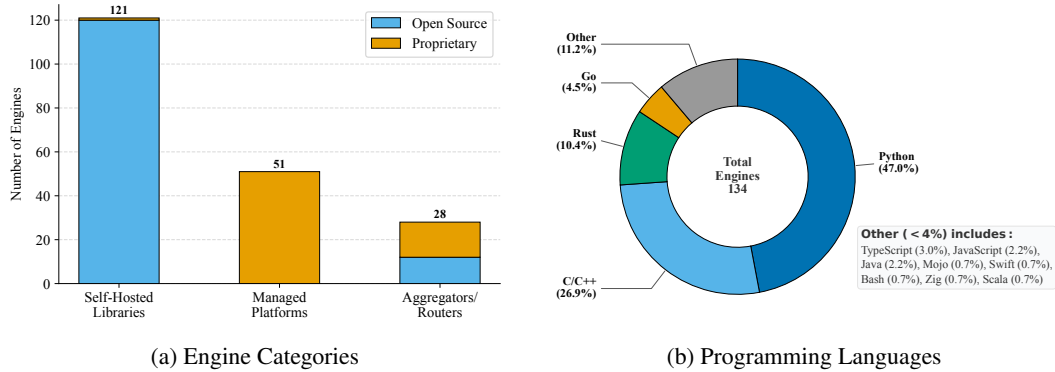 121
120
100
80
60
40
20
0
Number of Engines
51
28
Open Source
Proprietary
Self-Hosted
Libraries
Managed
Platforms
Aggregators/
Routers
(a) Engine Categories
Other
(11.2%)
Go
(4.5%)
Rust
(10.4%)
C/C++
(26.9%)
Python
(47.0%)
Total
Engines
134
Other (<4%) includes:
TypeScript (3.0%), JavaScript (2.2%),
Java (2.2%), Mojo (0.7%), Swift (0.7%),
Bash (0.7%), Zig (0.7%), Scala (0.7%)
(b) Programming Languages